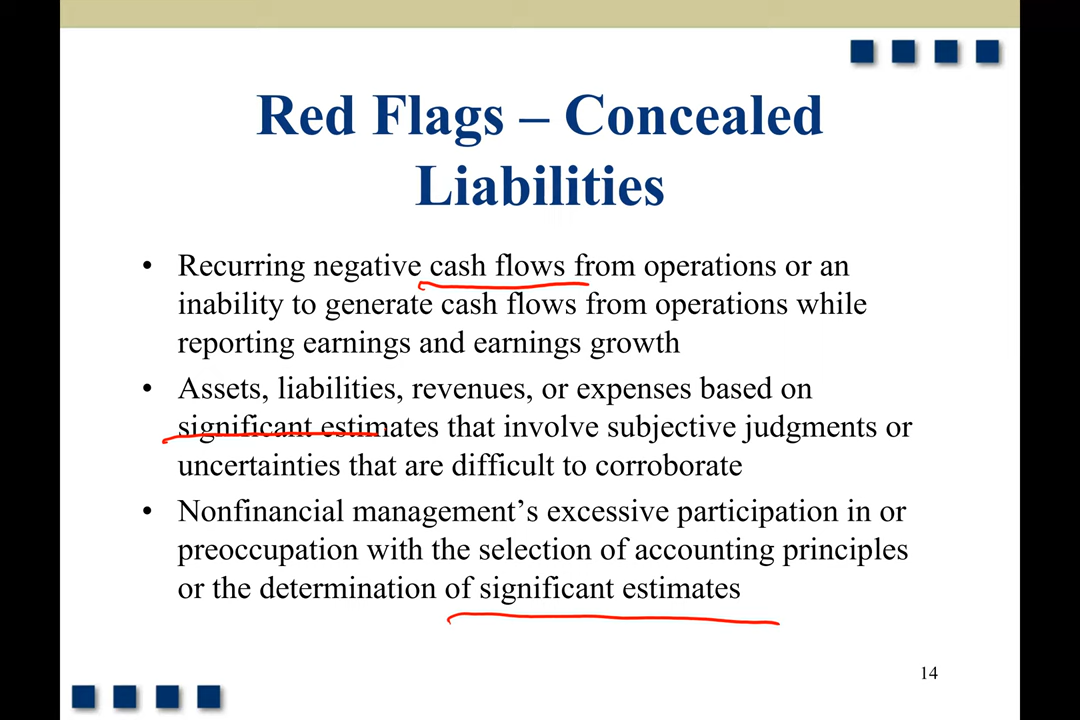 Red Flags – Concealed
Liabilities
• Recurring negative cash flows from operations or an
inability to generate cash flows from operations while
reporting earnings and earnings growth
• Assets, liabilities, revenues, or expenses based on
significant estimates that involve subjective judgments or
uncertainties that are difficult to corroborate
• Nonfinancial management’s excessive participation in or
preoccupation with the selection of accounting principles
or the determination of significant estimates
14